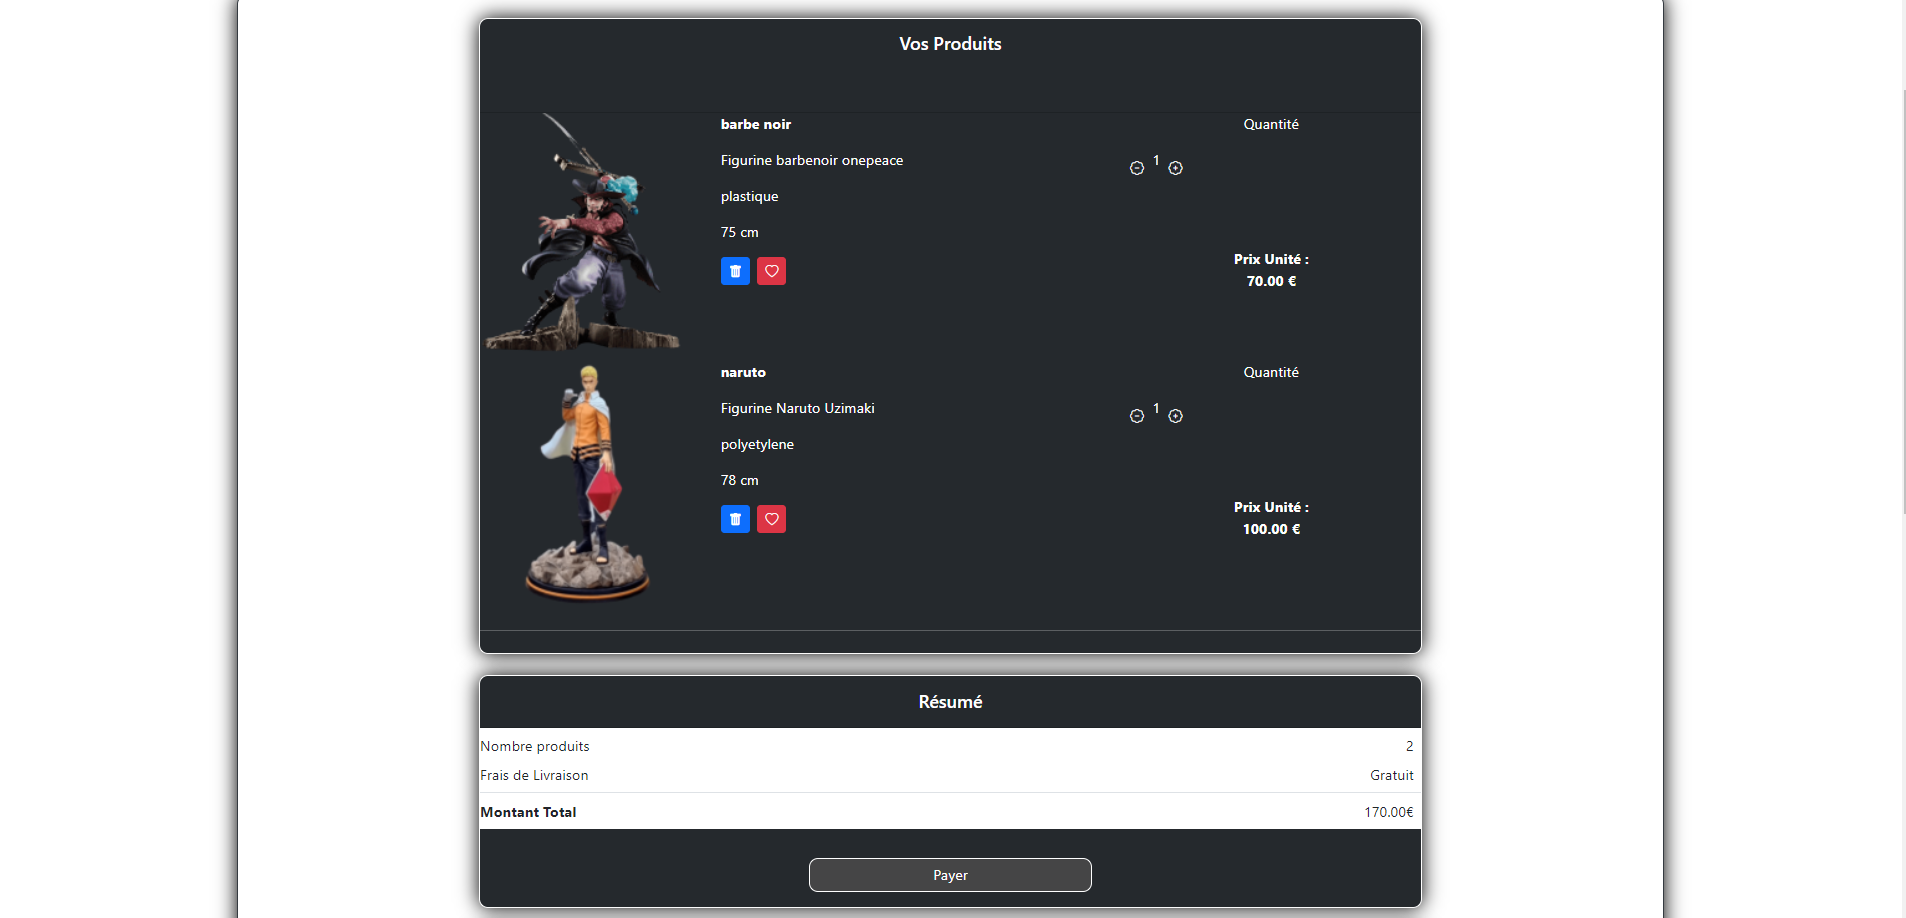 Vos Produits
barbe noir
Quantité
Figurine barbenoir onepeace
1
plastique
75 cm
Prix Unité :
70.00 €
naruto
Quantité
Figurine Naruto Uzimaki
1
polyetylene
78 cm
Prix Unité :
100.00 €
Résumé
Nombre produits 2
Frais de Livraison Gratuit
Montant Total 170.00€
Payer